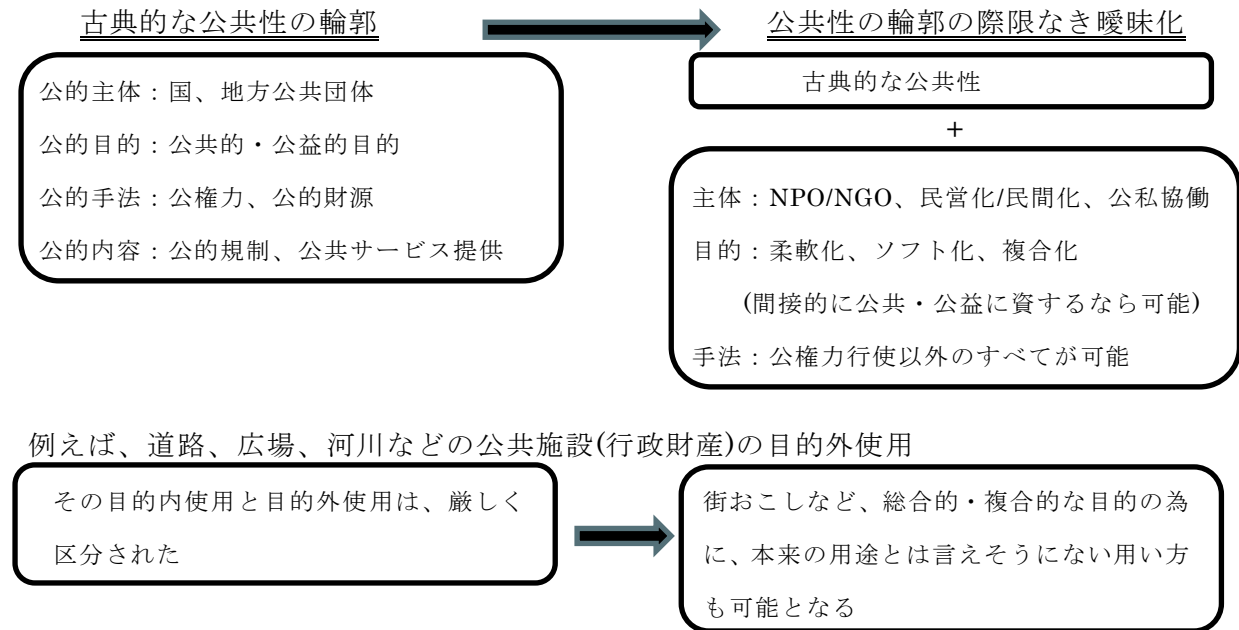 古典的な公共性の輪郭
公的主体：国、地方公共団体
公的目的：公共的・公益的目的
公的手法：公権力、公的財源
公的内容：公的規制、公共サービス提供
公共性の輪郭の際限なき曖昧化
古典的な公共性
+
主体：NPO/NGO、民営化/民間化、公私協働
目的：柔軟化、ソフト化、複合化
(間接的に公共・公益に資するなら可能)
手法：公権力行使以外のすべてが可能
例えば、道路、広場、河川などの公共施設(行政財産)の目的外使用
その目的内使用と目的外使用は、厳しく
区分された
街おこしなど、総合的・複合的な目的の為
に、本来の用途とは言えそうにない用い方
も可能となる